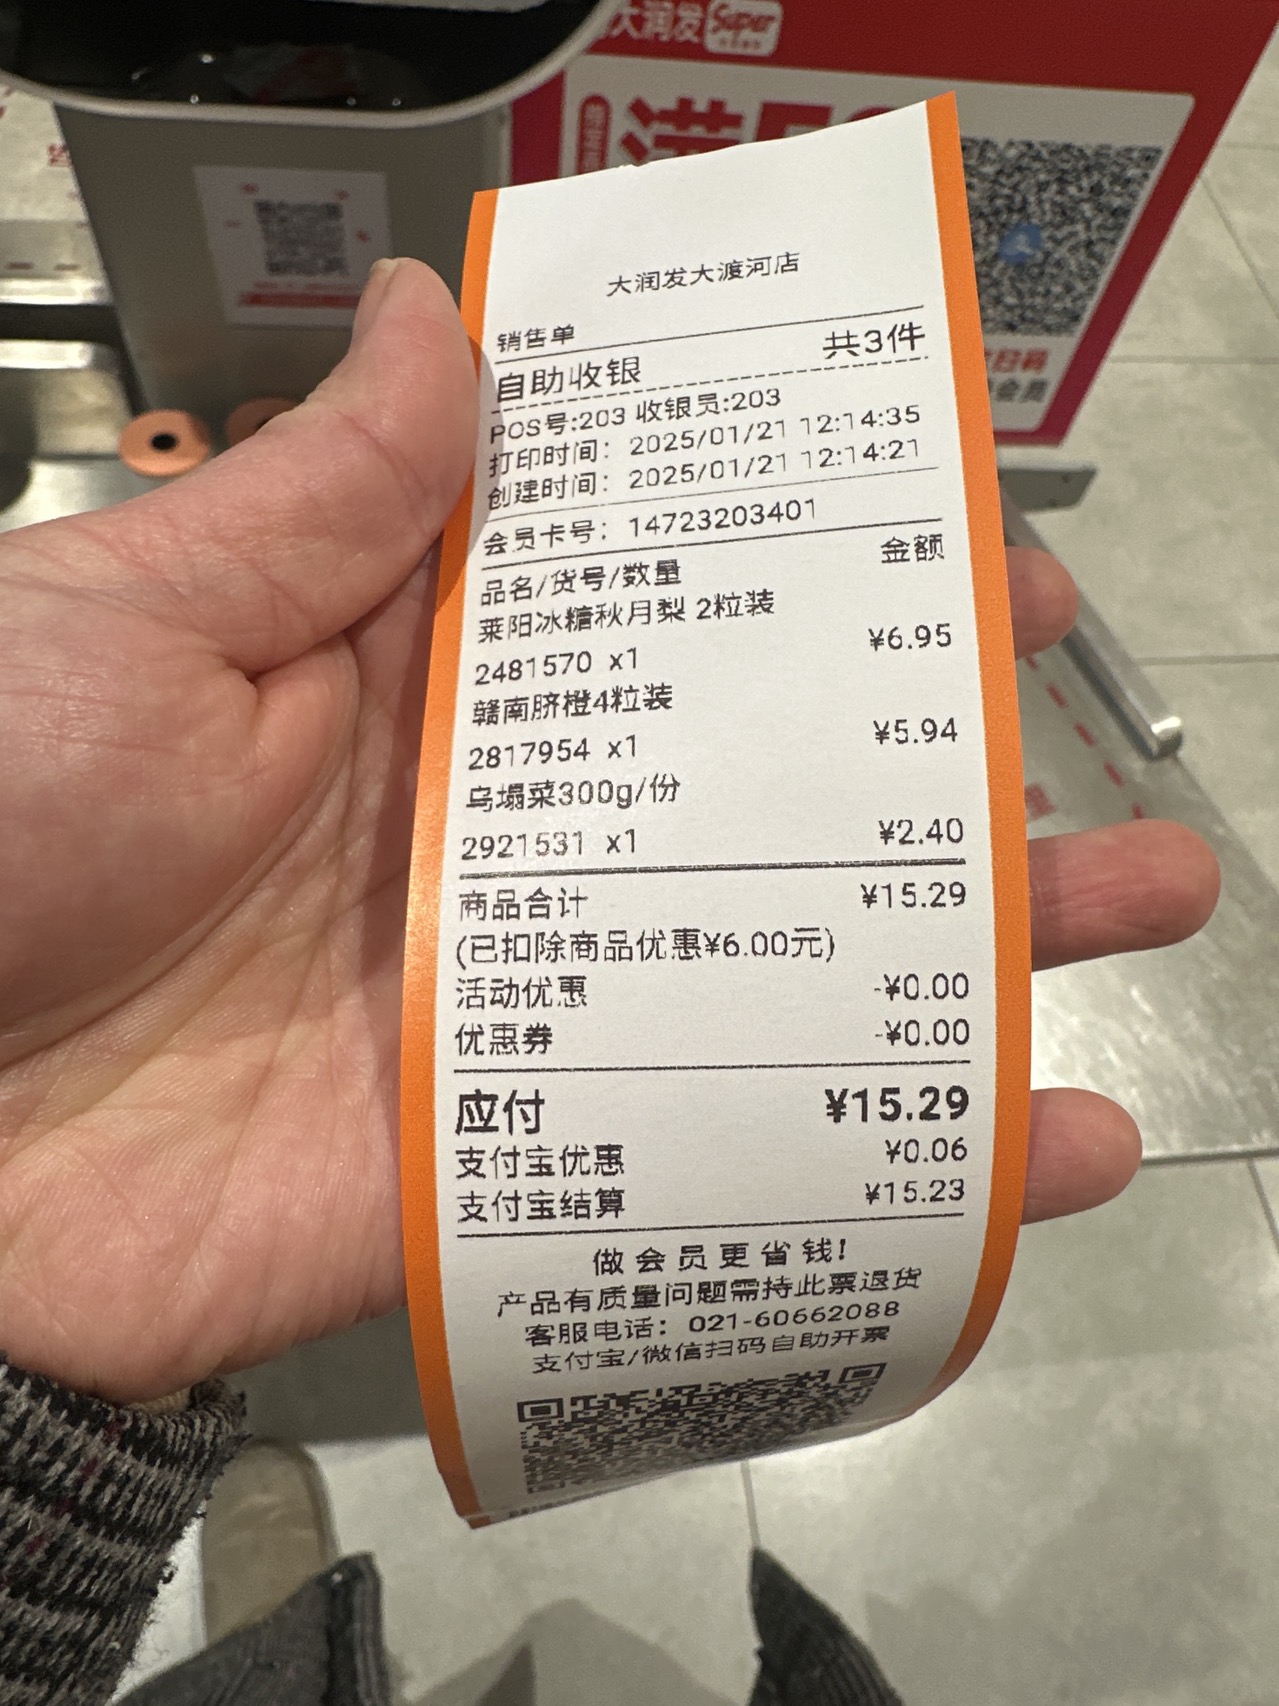 大润发 Super
大润发大渡河店
销售单
自助收银 共3件
POS号:203 收银员:203
打印时间: 2025/01/21 12:14:35
创建时间: 2025/01/21 12:14:21
会员卡号: 14723203401
品名/货号/数量 金额
莱阳冰糖秋月梨 2粒装
2481570 x1 ¥6.95
赣南脐橙4粒装
2817954 x1 ¥5.94
乌塌菜300g/份
2921531 x1 ¥2.40
商品合计 ¥15.29
(已扣除商品优惠¥6.00元)
活动优惠 -¥0.00
优惠券 -¥0.00
应付 ¥15.29
支付宝优惠 ¥0.06
支付宝结算 ¥15.23
做会员更省钱!
产品有质量问题需持此票退货
客服电话: 021-60662088
支付宝/微信扫码自助开票